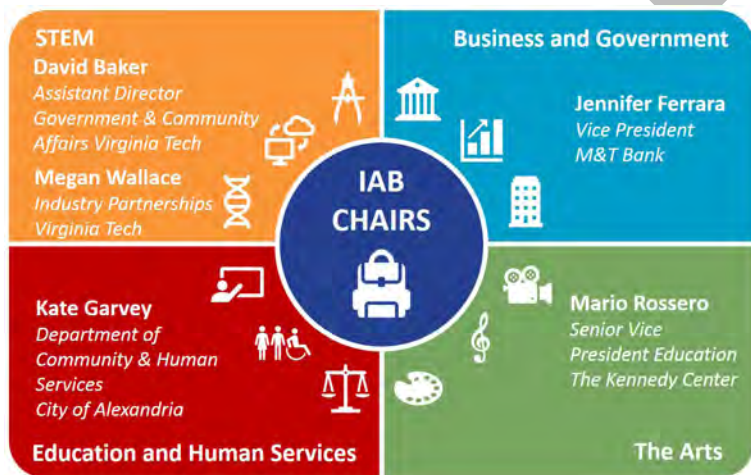 STEM
David Baker
Assistant Director
Government & Community
Affairs Virginia Tech
Megan Wallace
Industry Partnerships
Virginia Tech
Business and Government
Jennifer Ferrara
Vice President
M&T Bank
IAB
CHAIRS
Kate Garvey
Department of
Community & Human
Services
City of Alexandria
Education and Human Services
Mario Rossero
Senior Vice
President Education
The Kennedy Center
The Arts